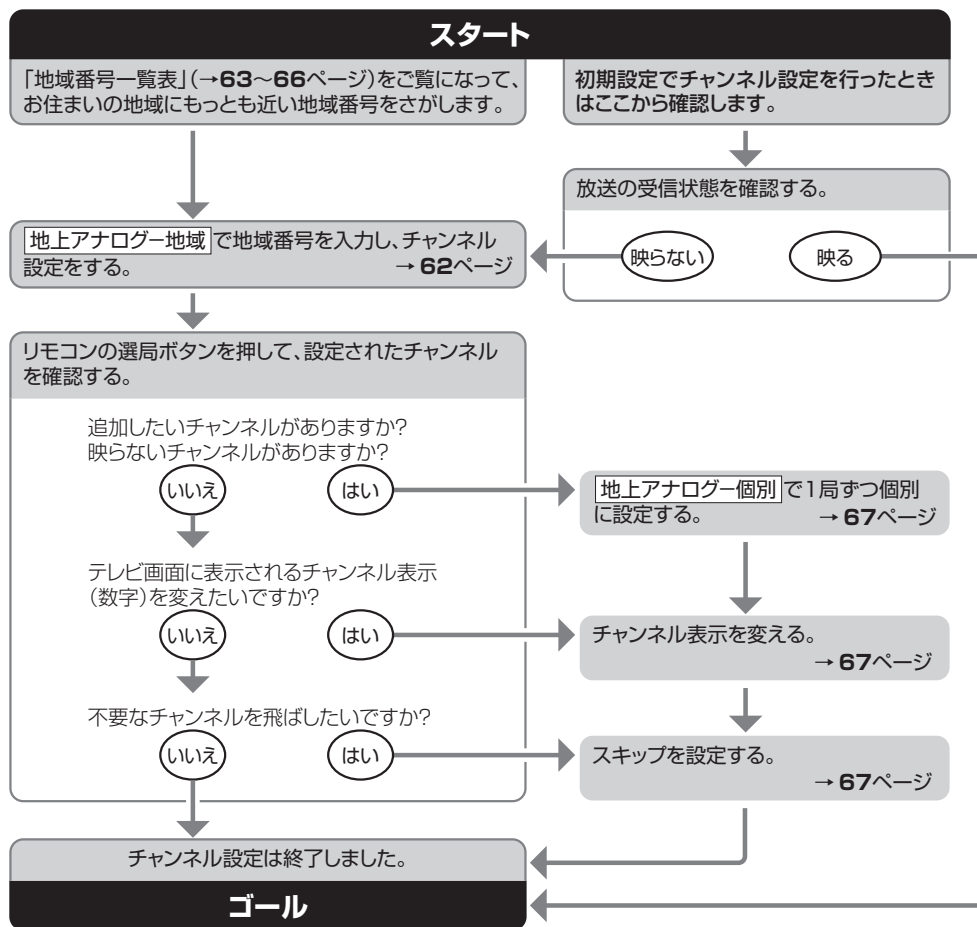 スタート
「地域番号一覧表」(→63〜66ページ)をご覧になって、
お住まいの地域にもっとも近い地域番号をさがします。
初期設定でチャンネル設定を行ったとき
はここから確認します。
放送の受信状態を確認する。
映らない
映る
地上アナログー地域で地域番号を入力し、チャンネル
設定をする。 →62ページ
リモコンの選局ボタンを押して、設定されたチャンネル
を確認する。
追加したいチャンネルがありますか?
映らないチャンネルがありますか?
いいえ
はい
地上アナログー個別で1局ずつ個別
に設定する。 →67ページ
テレビ画面に表示されるチャンネル表示
(数字)を変えたいですか?
いいえ
はい
チャンネル表示を変える。
→67ページ
不要なチャンネルを飛ばしたいですか?
いいえ
はい
スキップを設定する。
→67ページ
チャンネル設定は終了しました。
ゴール